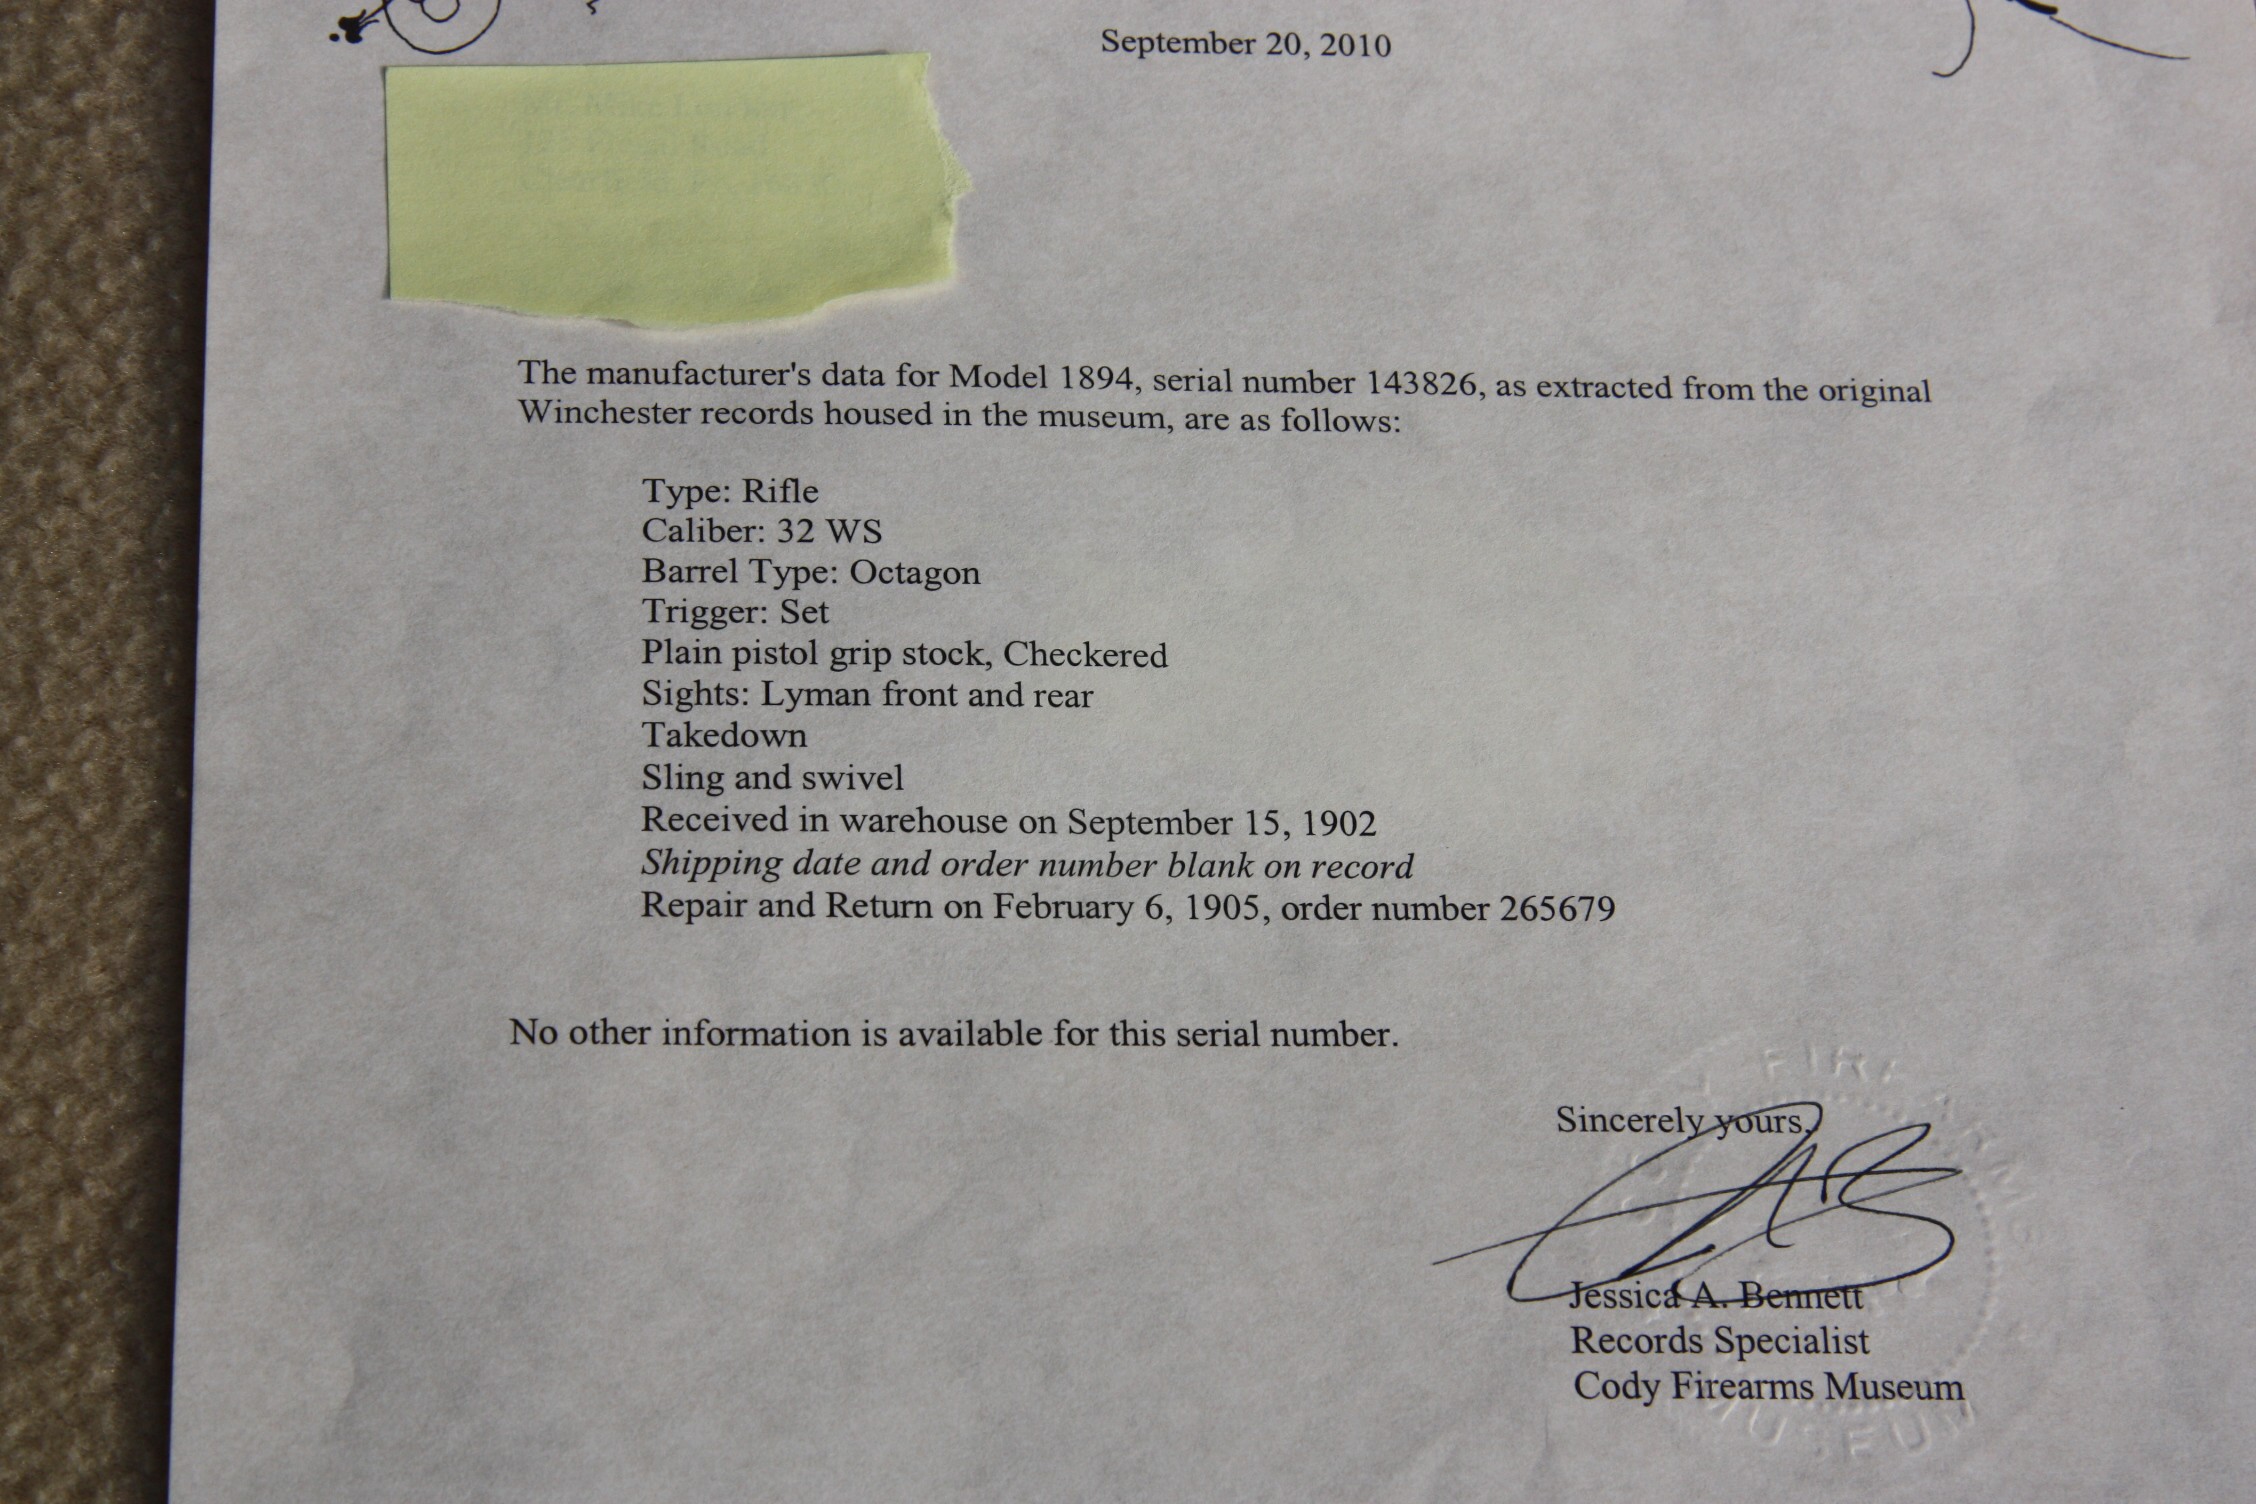 September 20, 2010
The manufacturer's data for Model 1894, serial number 143826, as extracted from the original
Winchester records housed in the museum, are as follows:
Type: Rifle
Caliber: 32 WS
Barrel Type: Octagon
Trigger: Set
Plain pistol grip stock, Checkered
Sights: Lyman front and rear
Takedown
Sling and swivel
Received in warehouse on September 15, 1902
Shipping date and order number blank on record
Repair and Return on February 6, 1905, order number 265679
No other information is available for this serial number.
Sincerely yours,
Jessica A. Bennett
Records Specialist
Cody Firearms Museum